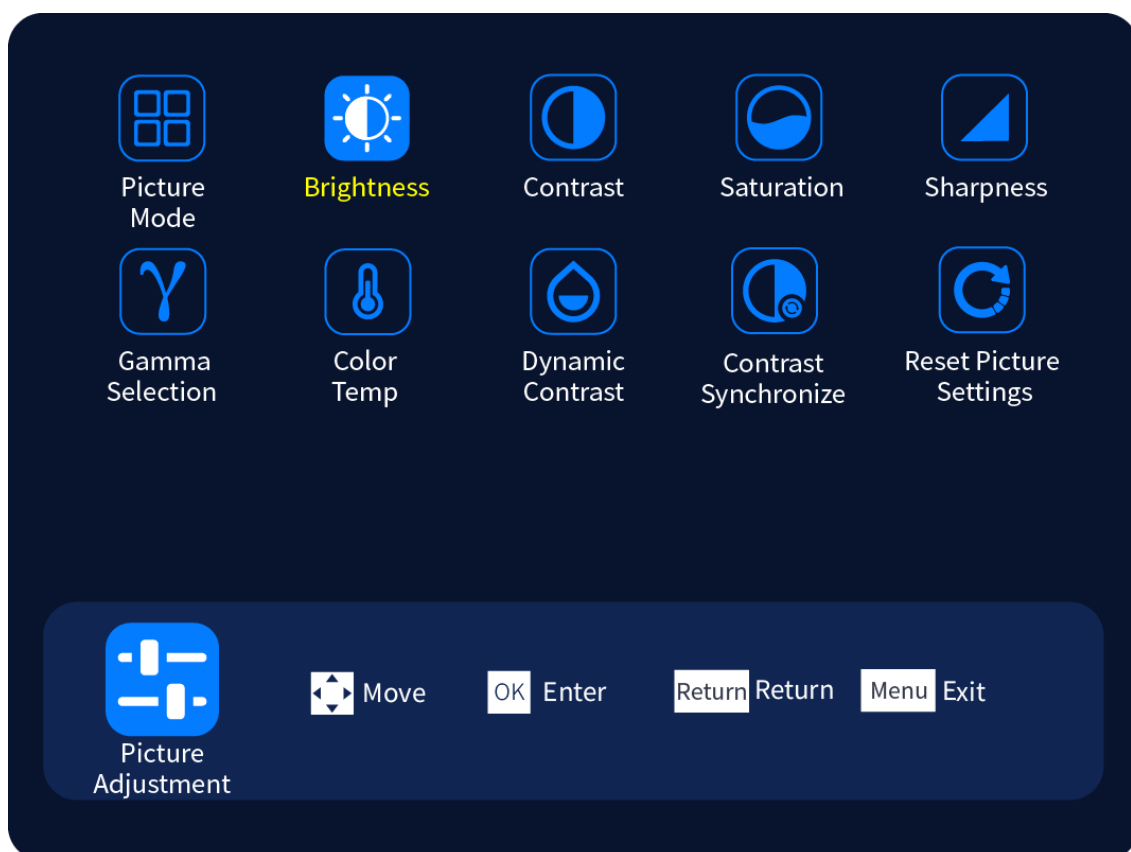 Picture
Mode
Brightness
Contrast
Saturation
Sharpness
Gamma
Selection
Color
Temp
Dynamic
Contrast
Contrast
Synchronize
Reset Picture
Settings
Picture
Adjustment
Move
OK Enter
Return Return
Menu Exit